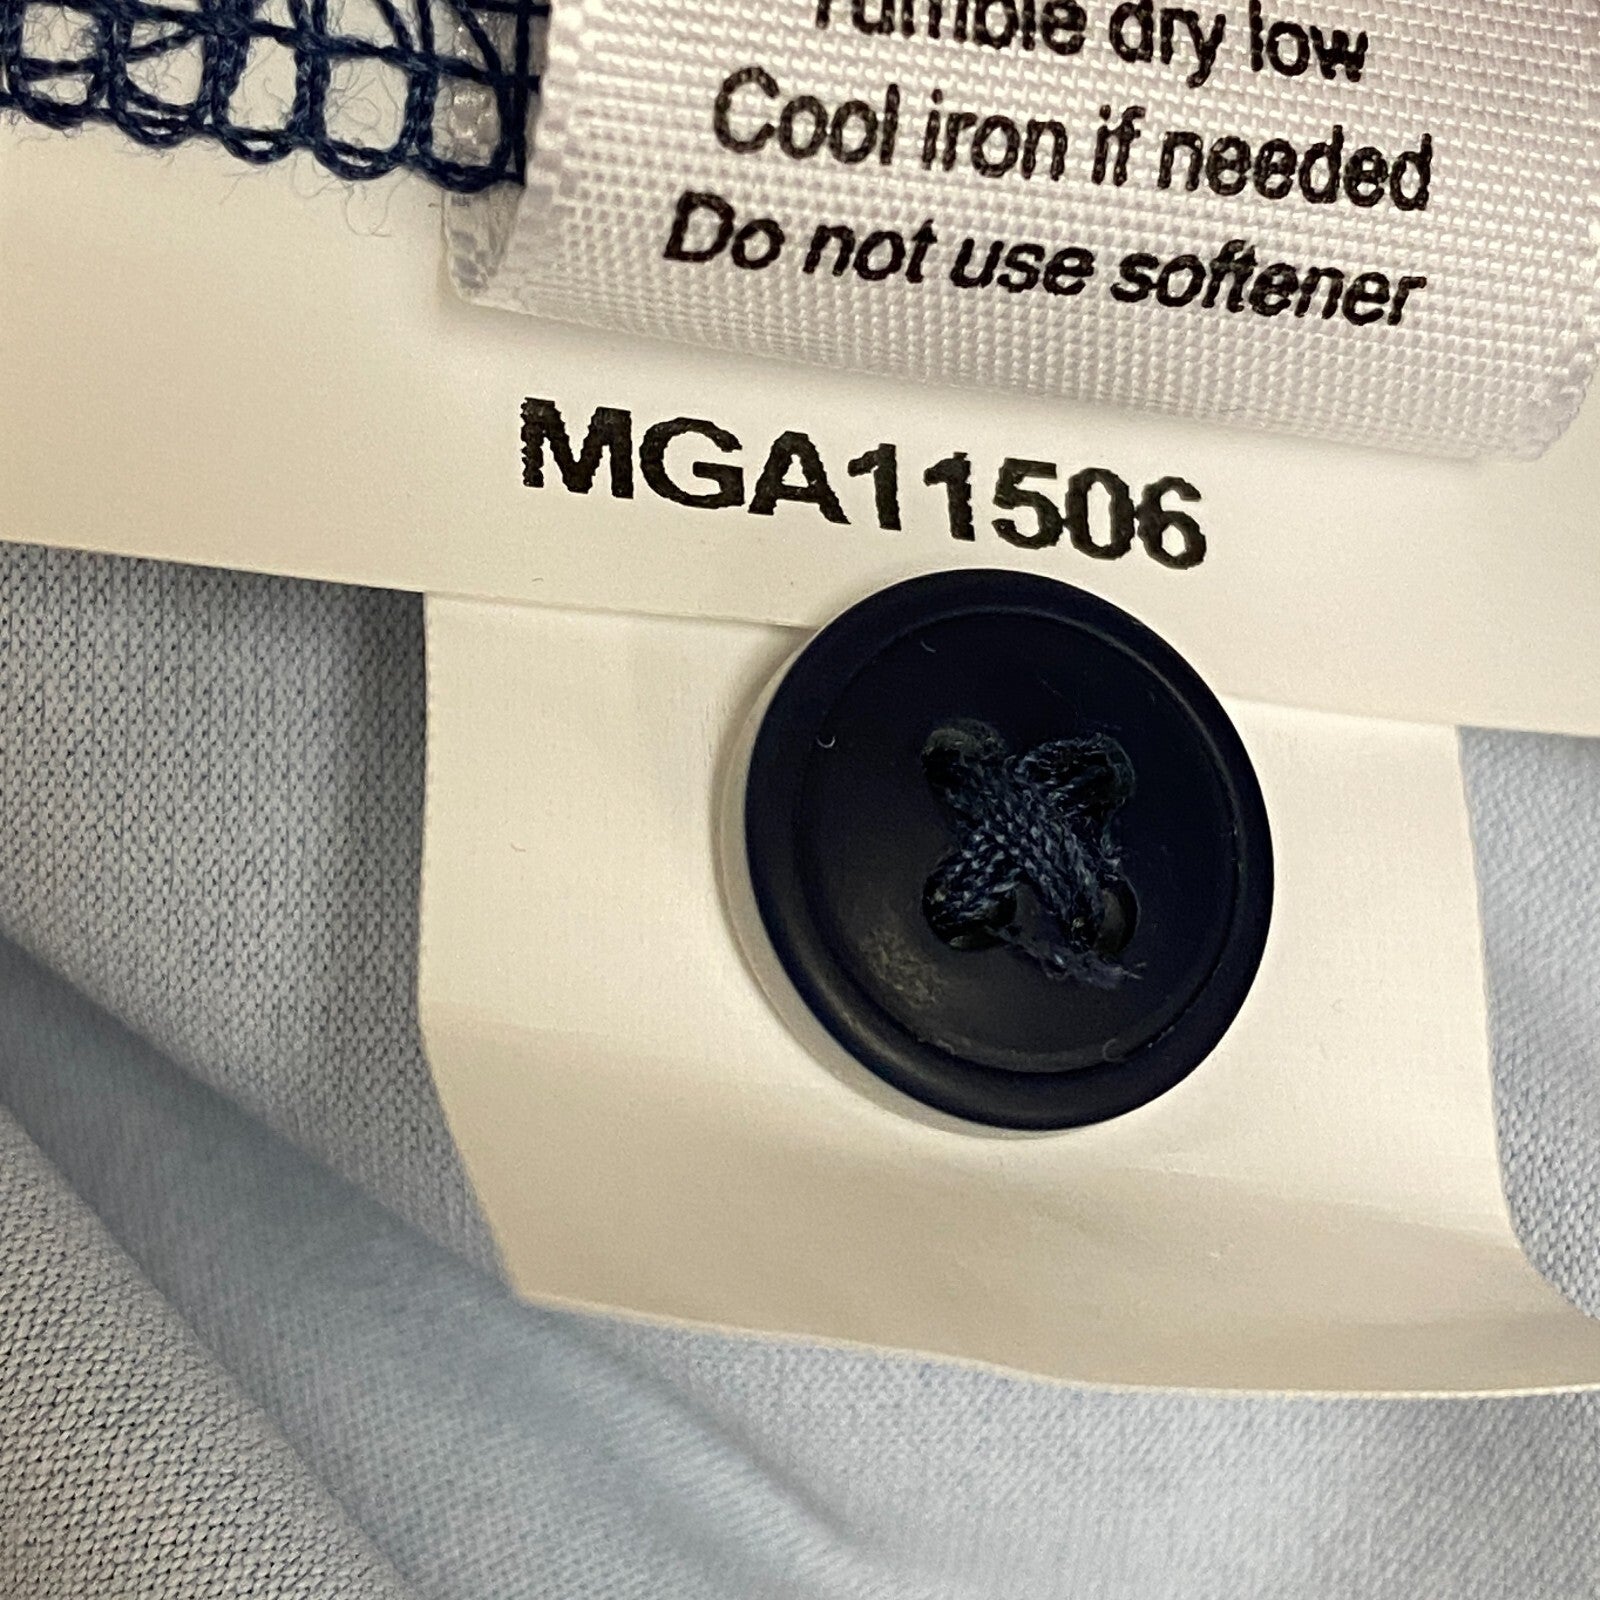 Tumble dry low
Cool iron if needed
Do not use softener
MGA11506